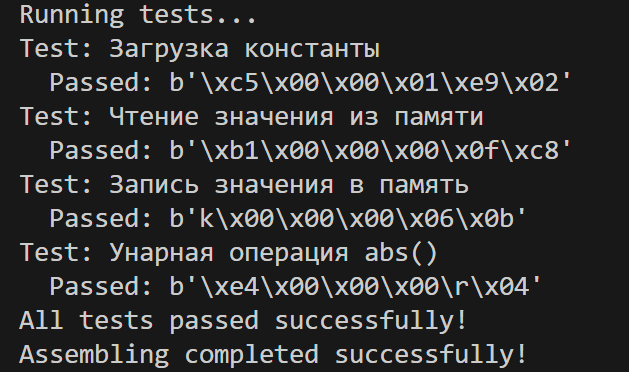 Running tests...
Test: Загрузка константы
  Passed: b'\xc5\x00\x00\x01\xe9\x02'
Test: Чтение значения из памяти
  Passed: b'\xb1\x00\x00\x00\x0f\xc8'
Test: Запись значения в память
  Passed: b'k\x00\x00\x00\x06\x0b'
Test: Унарная операция abs()
  Passed: b'\xe4\x00\x00\x00\r\x04'
All tests passed successfully!
Assembling completed successfully!